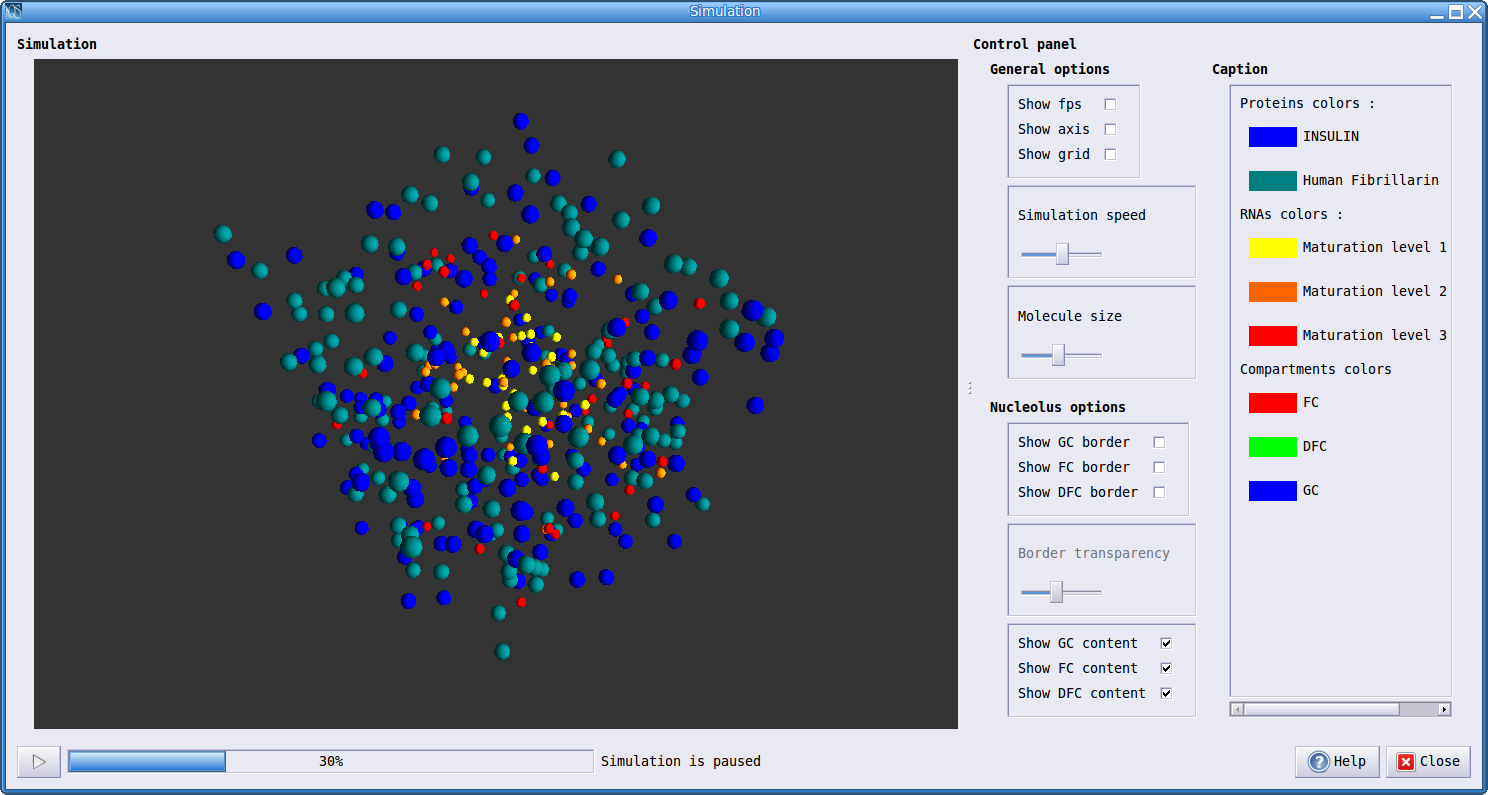 Simulation
Simulation
Control panel
General options
Show fps
Show axis
Show grid
Simulation speed
Molecule size
Nucleolus options
Show GC border
Show FC border
Show DFC border
Border transparency
Show GC content
Show FC content
Show DFC content
Caption
Proteins colors :
INSULIN
Human Fibrillarin
RNAs colors :
Maturation level 1
Maturation level 2
Maturation level 3
Compartments colors
FC
DFC
GC
30%
Simulation is paused
Help
Close